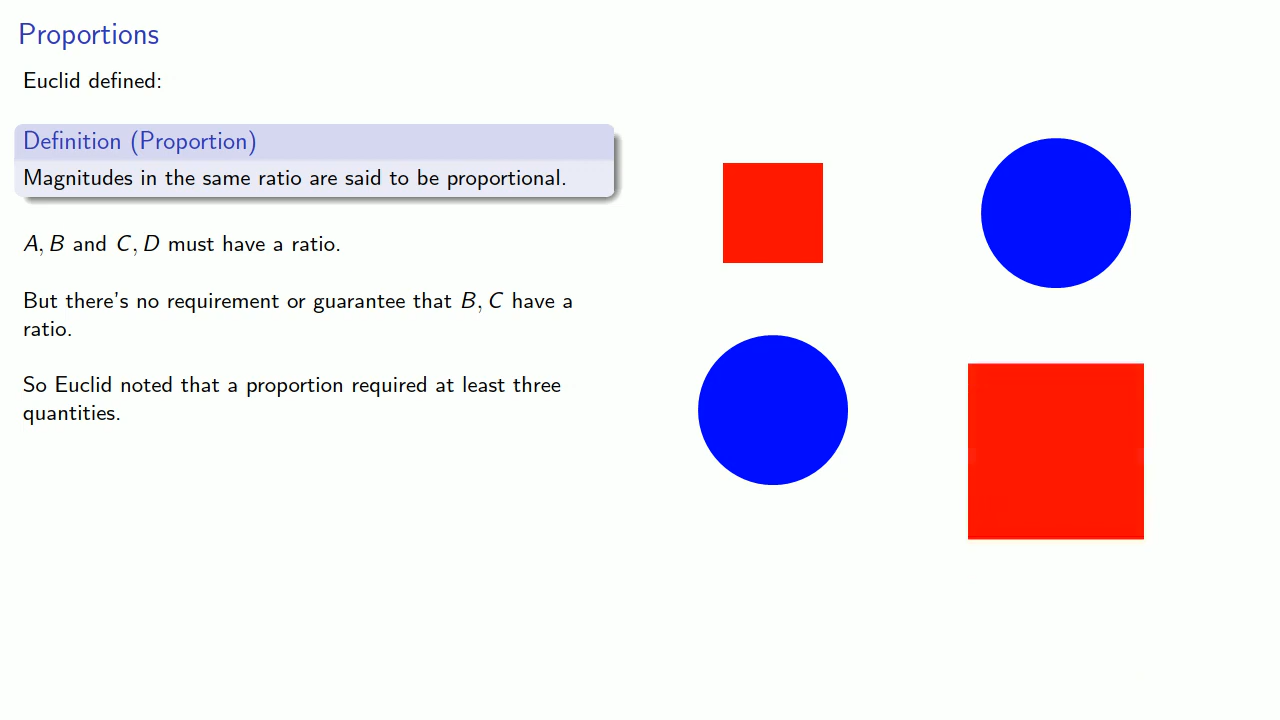 Proportions
Euclid defined:
Definition (Proportion)
Magnitudes in the same ratio are said to be proportional.
A, B and C, D must have a ratio.
But there's no requirement or guarantee that B, C have a
ratio.
So Euclid noted that a proportion required at least three
quantities.